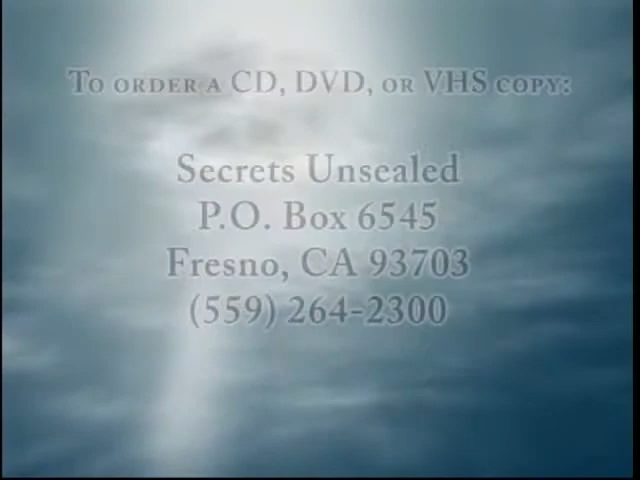 To order a CD, DVD, or VHS copy:
Secrets Unsealed
P.O. Box 6545
Fresno, CA 93703
(559) 264-2300